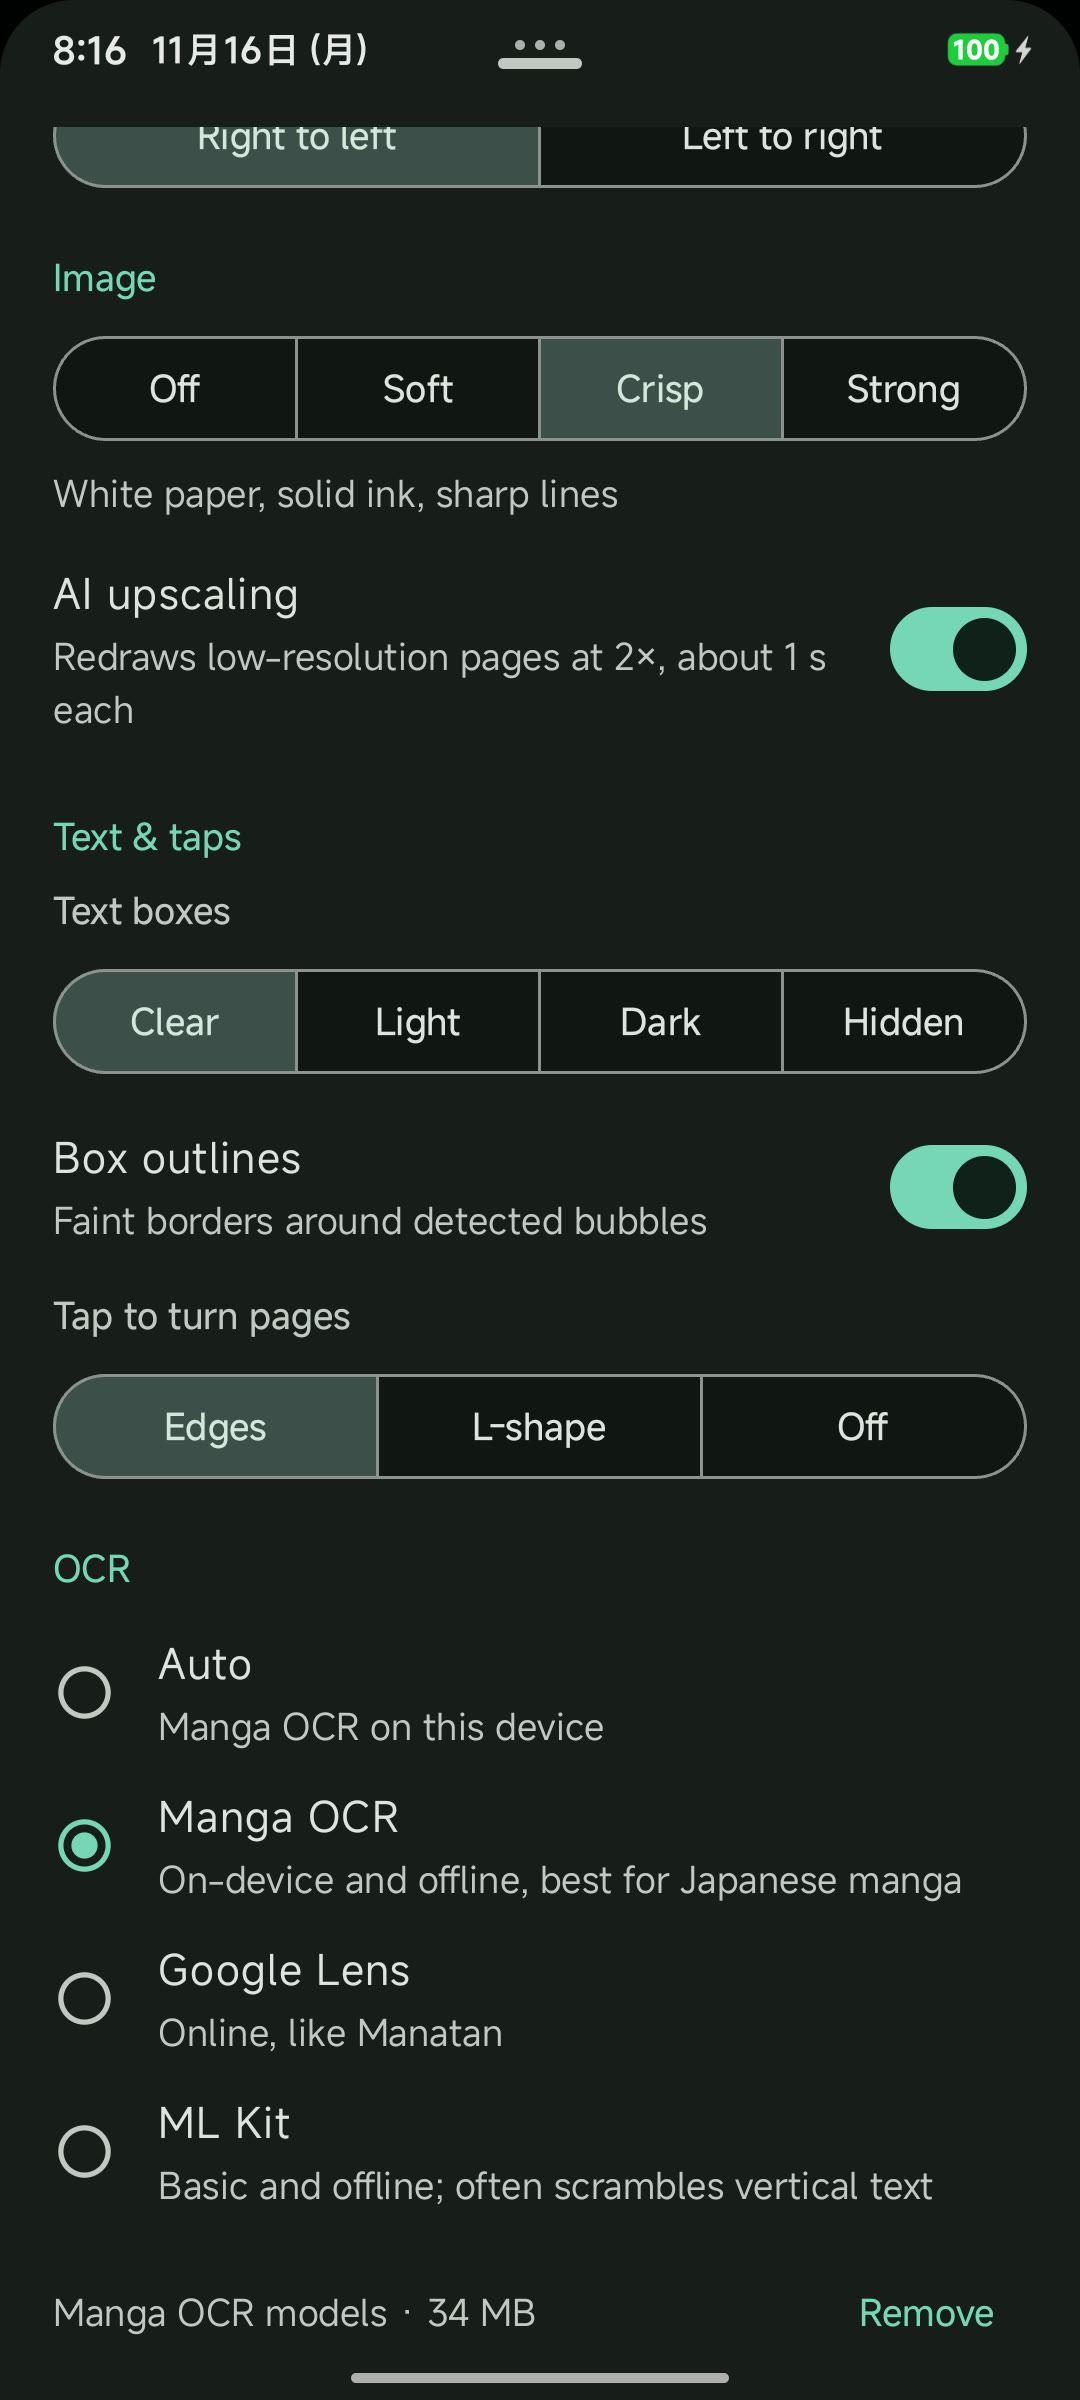 8:16 11月16日 (月)
100
Right to left
Left to right
Image
Off
Soft
Crisp
Strong
White paper, solid ink, sharp lines
AI upscaling
Redraws low-resolution pages at 2×, about 1 s
each
Text & taps
Text boxes
Clear
Light
Dark
Hidden
Box outlines
Faint borders around detected bubbles
Tap to turn pages
Edges
L-shape
Off
OCR
Auto
Manga OCR on this device
Manga OCR
On-device and offline, best for Japanese manga
Google Lens
Online, like Manatan
ML Kit
Basic and offline; often scrambles vertical text
Manga OCR models · 34 MB
Remove